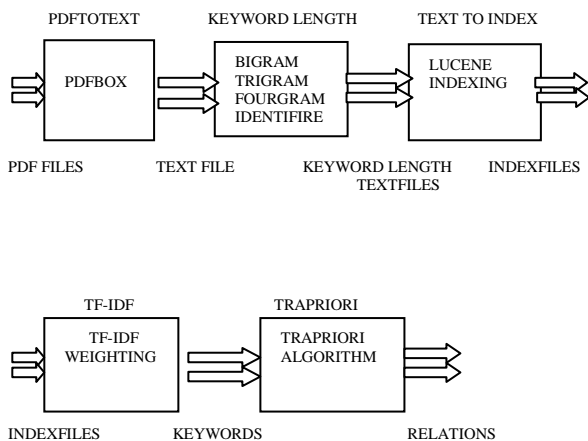 PDFTOTEXT KEYWORD LENGTH TEXT TO INDEX
PDFBOX
BIGRAM
TRIGRAM
FOURGRAM
IDENTIFIRE
LUCENE
INDEXING
PDF FILES TEXT FILE KEYWORD LENGTH
TEXTFILES INDEXFILES
TF-IDF TRAPRIORI
TF-IDF
WEIGHTING
TRAPRIORI
ALGORITHM
INDEXFILES KEYWORDS RELATIONS